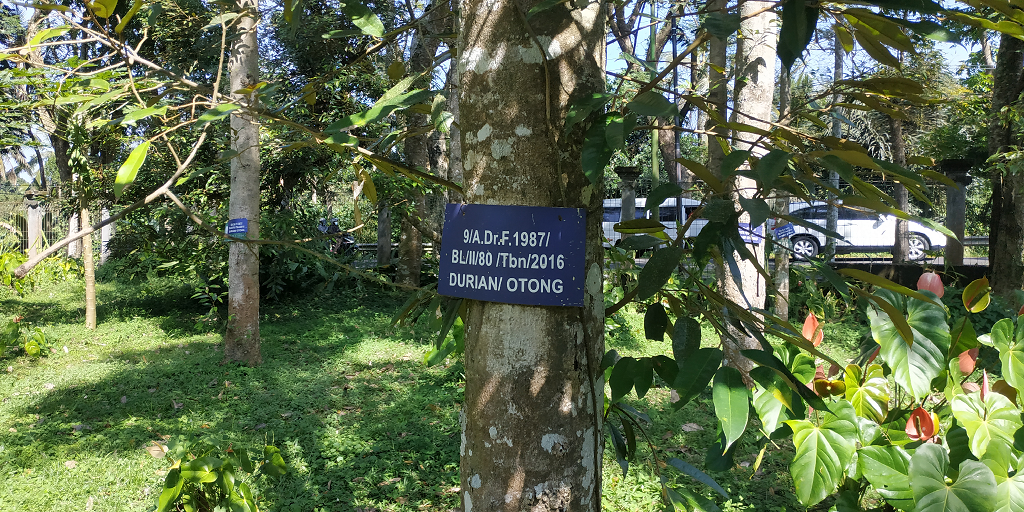 9/A.Dr.F.1987/
BL/II/80 /Tbn/2016
DURIAN/ OTONG